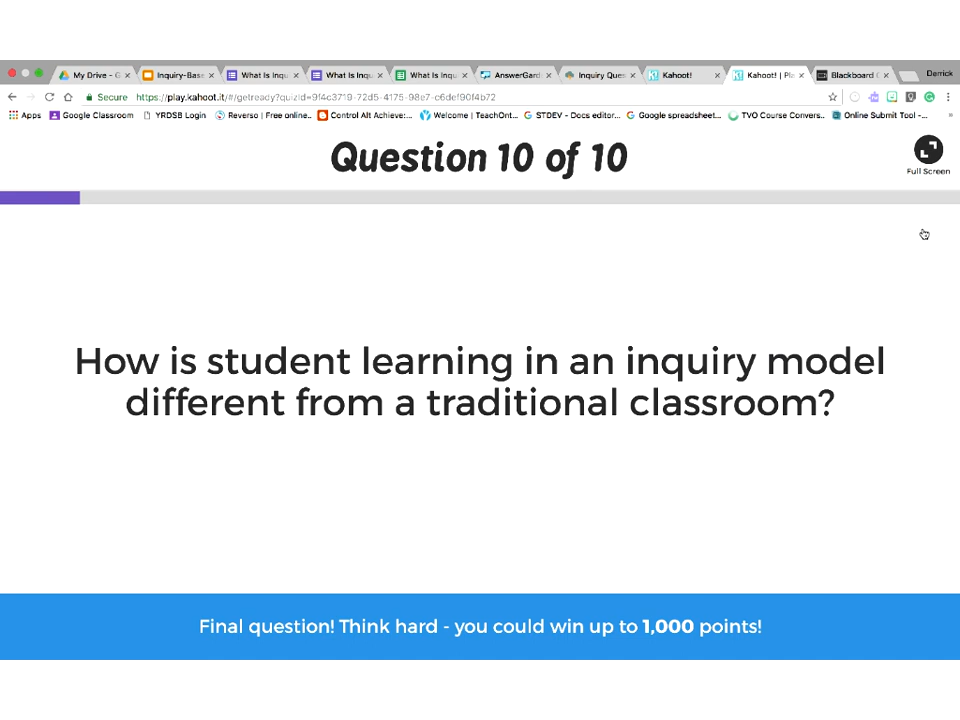 My Drive - G
Inquiry-Base
What Is Inqu
What Is Inqu
What Is Inqu
AnswerGard
Inquiry Ques
Kahoot!
Kahoot! | Pla
Blackboard C
Derrick
Secure https://play.kahoot.it/#/getready?quizId=9f4c3719-72d5-4175-98e7-c6def90f4b72
Apps Google Classroom YRDSB Login Reverso | Free online... Control Alt Achieve:... Welcome | TeachOnt... STDEV - Docs editor... Google spreadsheet... TVO Course Convers... Online Submit Tool -... »
Question 10 of 10
Full Screen
How is student learning in an inquiry model
different from a traditional classroom?
Final question! Think hard - you could win up to 1,000 points!